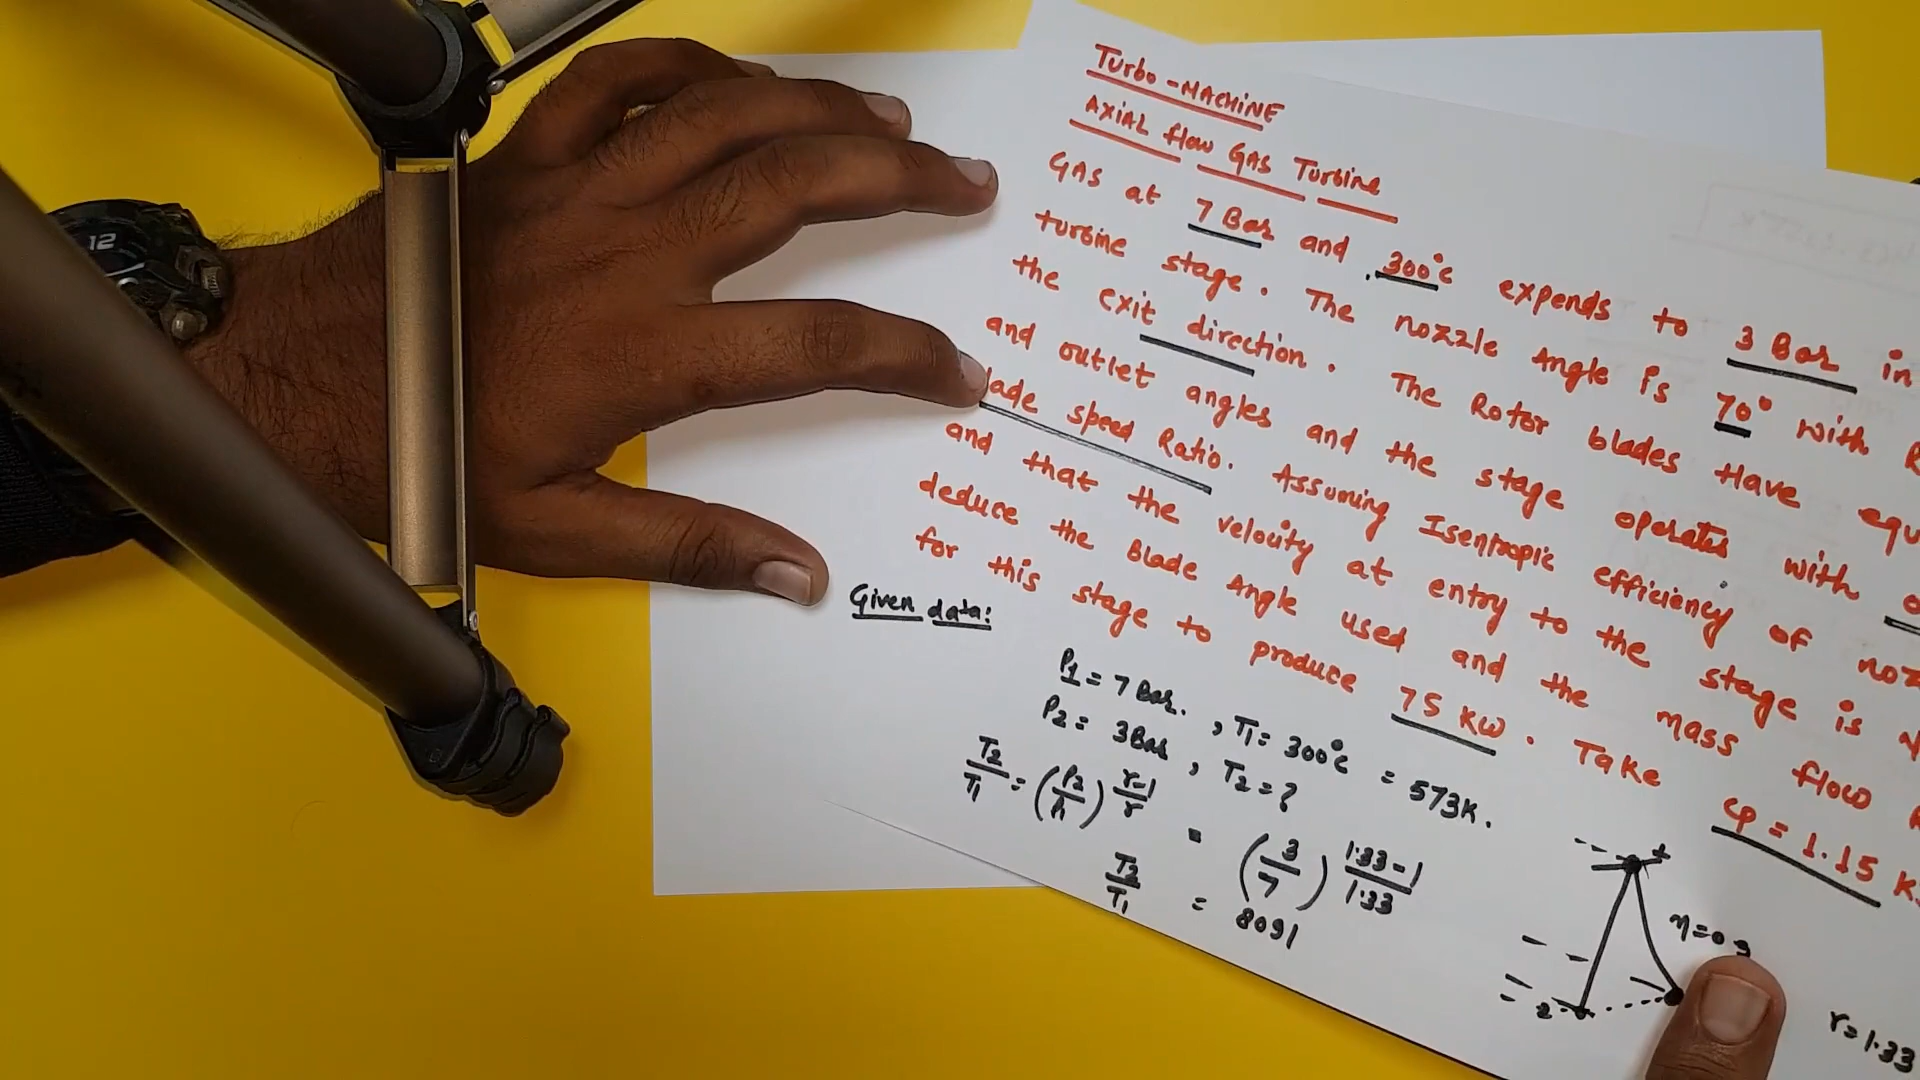 Turbo-MACHINE
AXIAL flow GAS Turbine
GAS at 7 Bar and 300°c expends to 3 Bar in
turbine stage. The nozzle Angle is 70° with
the exit direction. The Rotor blades Have
and outlet angles and the stage operates with
lade speed Ratio. Assuming Isentropic efficiency of
and that the velocity at entry to the stage is
deduce the Blade Angle used and the mass flow
for this stage to produce 75 KW. Take cp = 1.15
Given data:
P1 = 7 Bar. , T1 = 300°c = 573K.
P2 = 3Bar , T2 = ?
T2/T1 = (P2/P1) r-1/r = (3/7) 1.33-1/1.33
T2/T1 = 8091
η=0.9
2
r=1.33
12